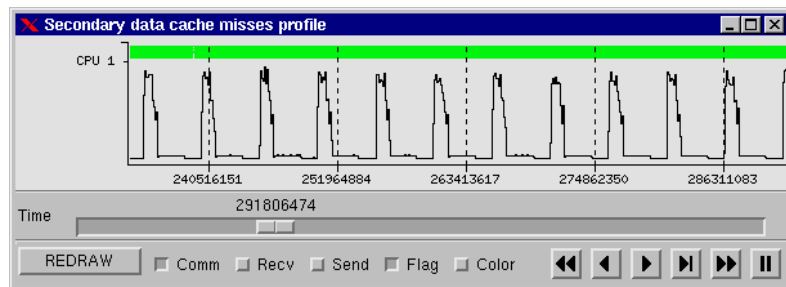 Secondary data cache misses profile
CPU 1
240516151 251964884 263413617 274862350 286311083
291806474
Time
REDRAW Comm Recv Send Flag Color